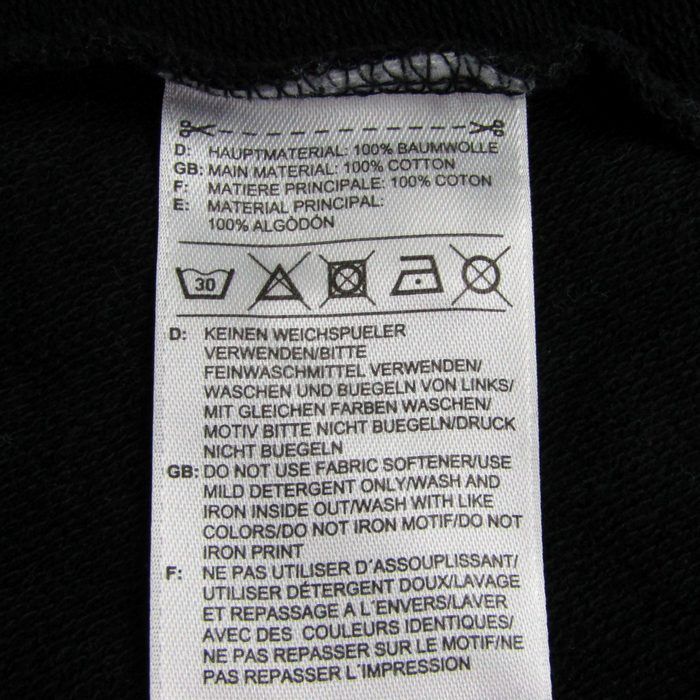 D: HAUPTMATERIAL: 100% BAUMWOLLE
GB: MAIN MATERIAL: 100% COTTON
F: MATIERE PRINCIPALE: 100% COTON
E: MATERIAL PRINCIPAL:
100% ALGÒDÓN
30
D: KEINEN WEICHSPUELER
VERWENDEN/BITTE
FEINWASCHMITTEL VERWENDEN/
WASCHEN UND BUEGELN VON LINKS/
MIT GLEICHEN FARBEN WASCHEN/
MOTIV BITTE NICHT BUEGELN/DRUCK
NICHT BUEGELN
GB: DO NOT USE FABRIC SOFTENER/USE
MILD DETERGENT ONLY/WASH AND
IRON INSIDE OUT/WASH WITH LIKE
COLORS/DO NOT IRON MOTIF/DO NOT
IRON PRINT
F: NE PAS UTILISER D´ASSOUPLISSANT/
UTILISER DÉTERGENT DOUX/LAVAGE
ET REPASSAGE A L´ENVERS/LAVER
AVEC DES COULEURS IDENTIQUES/
NE PAS REPASSER SUR LE MOTIF/NE
PAS REPASSER L´IMPRESSION